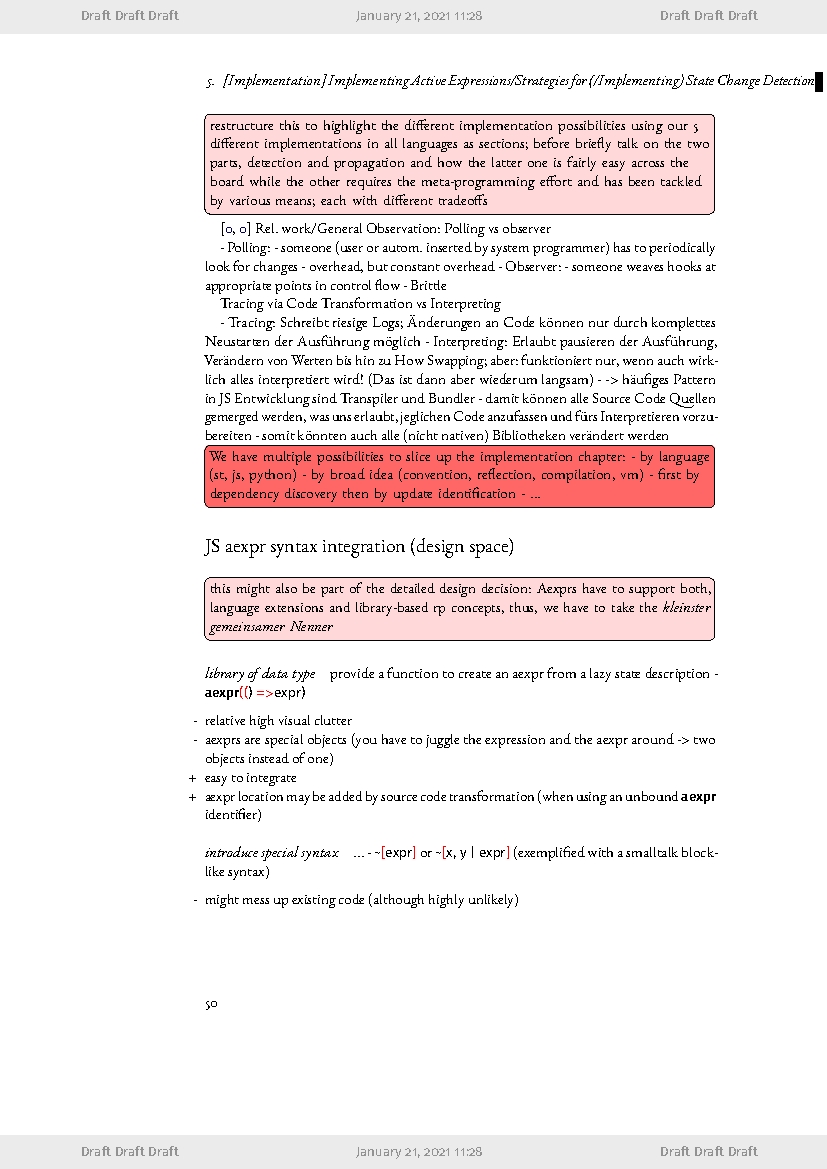 Draft Draft Draft January 21, 2021 11:28 Draft Draft Draft
5. [Implementation] Implementing Active Expressions/Strategies for (/Implementing) State Change Detection
restructure this to highlight the different implementation possibilities using our 5
different implementations in all languages as sections; before briefly talk on the two
parts, detection and propagation and how the latter one is fairly easy across the
board while the other requires the meta-programming effort and has been tackled
by various means; each with different tradeoffs
[0, 0] Rel. work/General Observation: Polling vs observer
- Polling: - someone (user or autom. inserted by system programmer) has to periodically
look for changes - overhead, but constant overhead - Observer: - someone weaves hooks at
appropriate points in control flow - Brittle
Tracing via Code Transformation vs Interpreting
- Tracing: Schreibt riesige Logs; Änderungen an Code können nur durch komplettes
Neustarten der Ausführung möglich - Interpreting: Erlaubt pausieren der Ausführung,
Verändern von Werten bis hin zu How Swapping; aber: funktioniert nur, wenn auch wirk-
lich alles interpretiert wird! (Das ist dann aber wiederum langsam) - -> häufiges Pattern
in JS Entwicklung sind Transpiler und Bundler - damit können alle Source Code Quellen
gemerged werden, was uns erlaubt, jeglichen Code anzufassen und fürs Interpretieren vorzu-
bereiten - somit könnten auch alle (nicht nativen) Bibliotheken verändert werden
We have multiple possibilities to slice up the implementation chapter: - by language
(st, js, python) - by broad idea (convention, reflection, compilation, vm) - first by
dependency discovery then by update identification - ...
JS aexpr syntax integration (design space)
this might also be part of the detailed design decision: Aexprs have to support both,
language extensions and library-based rp concepts, thus, we have to take the kleinster
gemeinsamer Nenner
library of data type provide a function to create an aexpr from a lazy state description -
aexpr(() =>expr)
- relative high visual clutter
- aexprs are special objects (you have to juggle the expression and the aexpr around -> two
objects instead of one)
+ easy to integrate
+ aexpr location may be added by source code transformation (when using an unbound aexpr
identifier)
introduce special syntax ... - ~[expr] or ~[x, y | expr] (exemplified with a smalltalk block-
like syntax)
- might mess up existing code (although highly unlikely)
50
Draft Draft Draft January 21, 2021 11:28 Draft Draft Draft